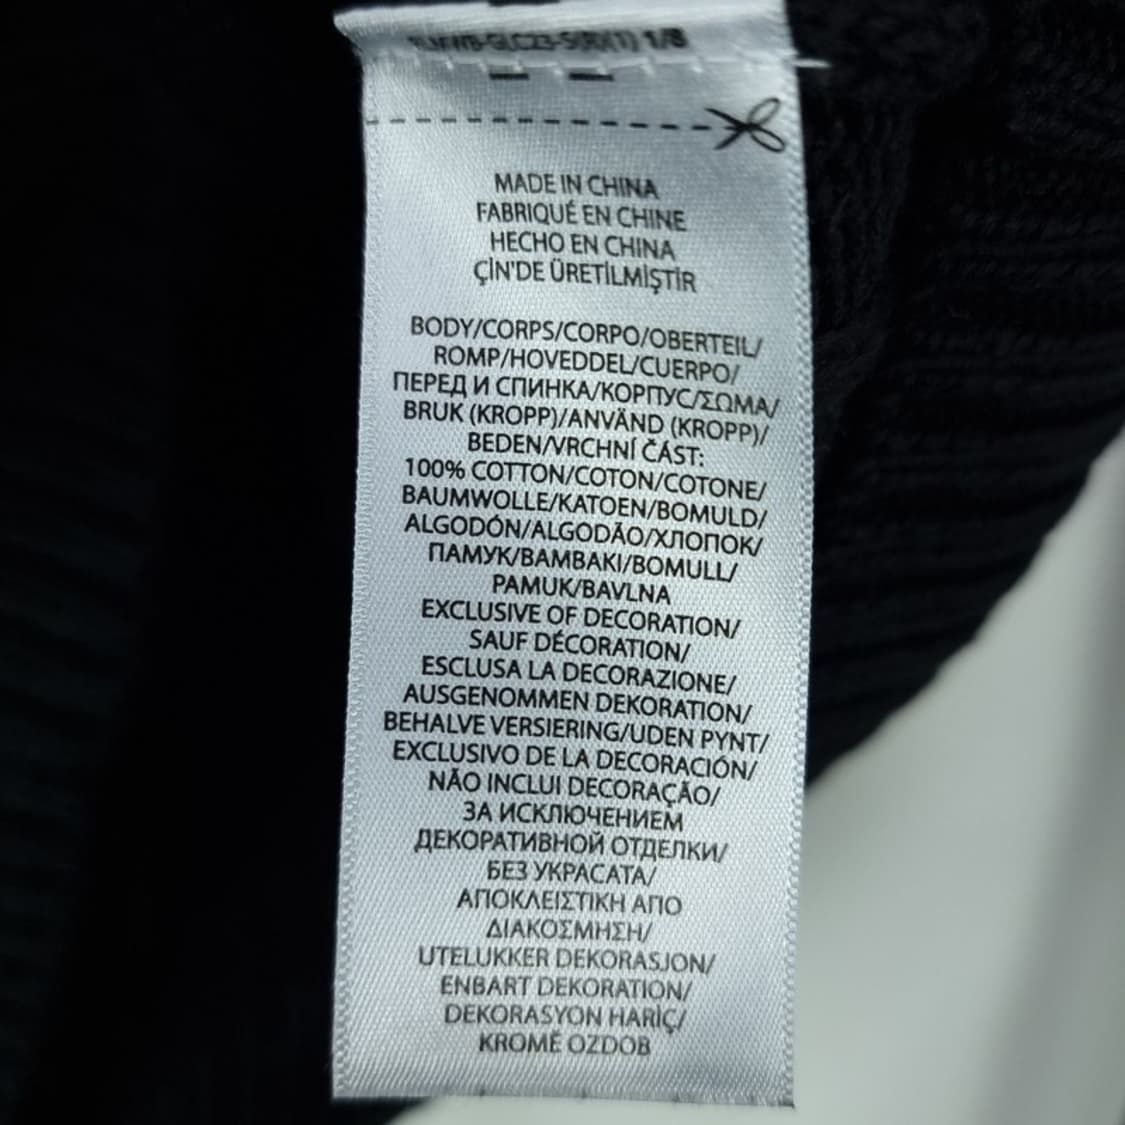 1/8
MADE IN CHINA
FABRIQUÉ EN CHINE
HECHO EN CHINA
ÇİN'DE ÜRETİLMİŞTİR
BODY/CORPS/CORPO/OBERTEIL/
ROMP/HOVEDDEL/CUERPO/
ПЕРЕД И СПИНКА/КОРПУС/ΣΩΜΑ/
BRUK (KROPP)/ANVÄND (KROPP)/
BEDEN/VRCHNÍ ČÁST:
100% COTTON/COTON/COTONE/
BAUMWOLLE/KATOEN/BOMULD/
ALGODÓN/ALGODÃO/ХЛОПОК/
ПАМУК/BAMBAKI/BOMULL/
PAMUK/BAVLNA
EXCLUSIVE OF DECORATION/
SAUF DÉCORATION/
ESCLUSA LA DECORAZIONE/
AUSGENOMMEN DEKORATION/
BEHALVE VERSIERING/UDEN PYNT/
EXCLUSIVO DE LA DECORACIÓN/
NÃO INCLUI DECORAÇÃO/
ЗА ИСКЛЮЧЕНИЕМ
ДЕКОРАТИВНОЙ ОТДЕЛКИ/
БЕЗ УКРАСАТА/
ΑΠΟΚΛΕΙΣΤΙΚΗ ΑΠΟ
ΔΙΑΚΟΣΜΗΣΗ/
UTELUKKER DEKORASJON/
ENBART DEKORATION/
DEKORASYON HARİÇ/
KROMĚ OZDOB